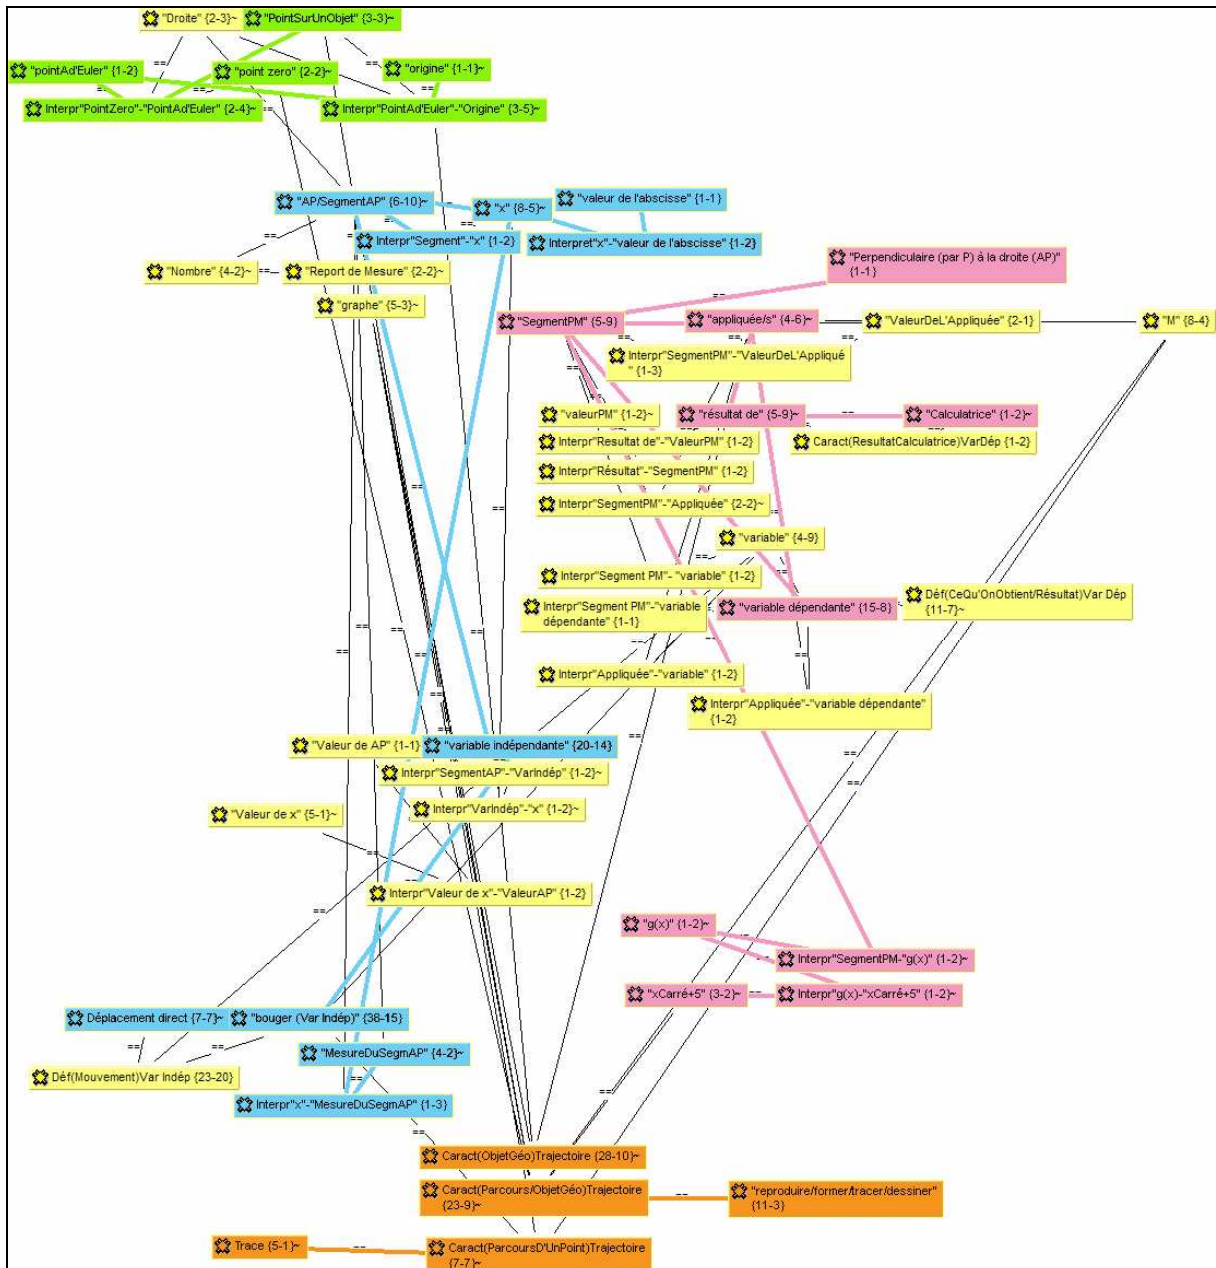 "Droite" {2-3}~
"PointSurUnObjet" {3-3}~
"pointAd'Euler" {1-2}
"point zero" {2-2}~
"origine" {1-1}~
Interpr"PointZero"-"PointAd'Euler" {2-4}~
Interpr"PointAd'Euler"-"Origine" {3-5}~
"AP/SegmentAP" {6-10}~
"x" {8-5}~
"valeur de l'abscisse" {1-1}
Interpr"Segment"-"x" {1-2}
Interpret"x"-"valeur de l'abscisse" {1-2}
"Perpendiculaire (par P) à la droite (AP)"
{1-1}
"Nombre" {4-2}~
"Report de Mesure" {2-2}~
"graphe" {5-3}~
"SegmentPM" {5-9}
"appliquée/s" {4-6}~
"ValeurDeL'Appliquée" {2-1}
"M" {8-4}
Interpr"SegmentPM"-"ValeurDeL'Appliqué
" {1-3}
"valeurPM" {1-2}~
"résultat de" {5-9}~
"Calculatrice" {1-2}~
Interpr"Resultat de"-"ValeurPM" {1-2}
Caract(ResultatCalculatrice)VarDép {1-2}
Interpr"Résultat"-"SegmentPM" {1-2}
Interpr"SegmentPM"-"Appliquée" {2-2}~
"variable" {4-9}
Interpr"Segment PM"- "variable" {1-2}
Interpr"Segment PM"-"variable
dépendante" {1-1}
"variable dépendante" {15-8}
Déf(CeQu'OnObtient/Résultat)Var Dép
{11-7}~
Interpr"Appliquée"-"variable" {1-2}
Interpr"Appliquée"-"variable dépendante"
{1-2}
"Valeur de AP" {1-1}
"variable indépendante" {20-14}
Interpr"SegmentAP"-"VarIndép" {1-2}~
"Valeur de x" {5-1}~
Interpr"VarIndép"-"x" {1-2}~
Interpr"Valeur de x"-"ValeurAP" {1-2}
"g(x)" {1-2}~
Interpr"SegmentPM-"g(x)" {1-2}~
"xCarré+5" {3-2}~
Interpr"g(x)-"xCarré+5" {1-2}~
Déplacement direct {7-7}~
"bouger (Var Indép)" {38-15}
"MesureDuSegmAP" {4-2}~
Déf(Mouvement)Var Indép {23-20}
Interpr"x"-"MesureDuSegmAP" {1-3}
Caract(ObjetGéo)Trajectoire {28-10}~
Caract(Parcours/ObjetGéo)Trajectoire
{23-9}~
"reproduire/former/tracer/dessiner"
{11-3}
Trace {5-1}~
Caract(ParcoursD'UnPoint)Trajectoire
{7-7}~